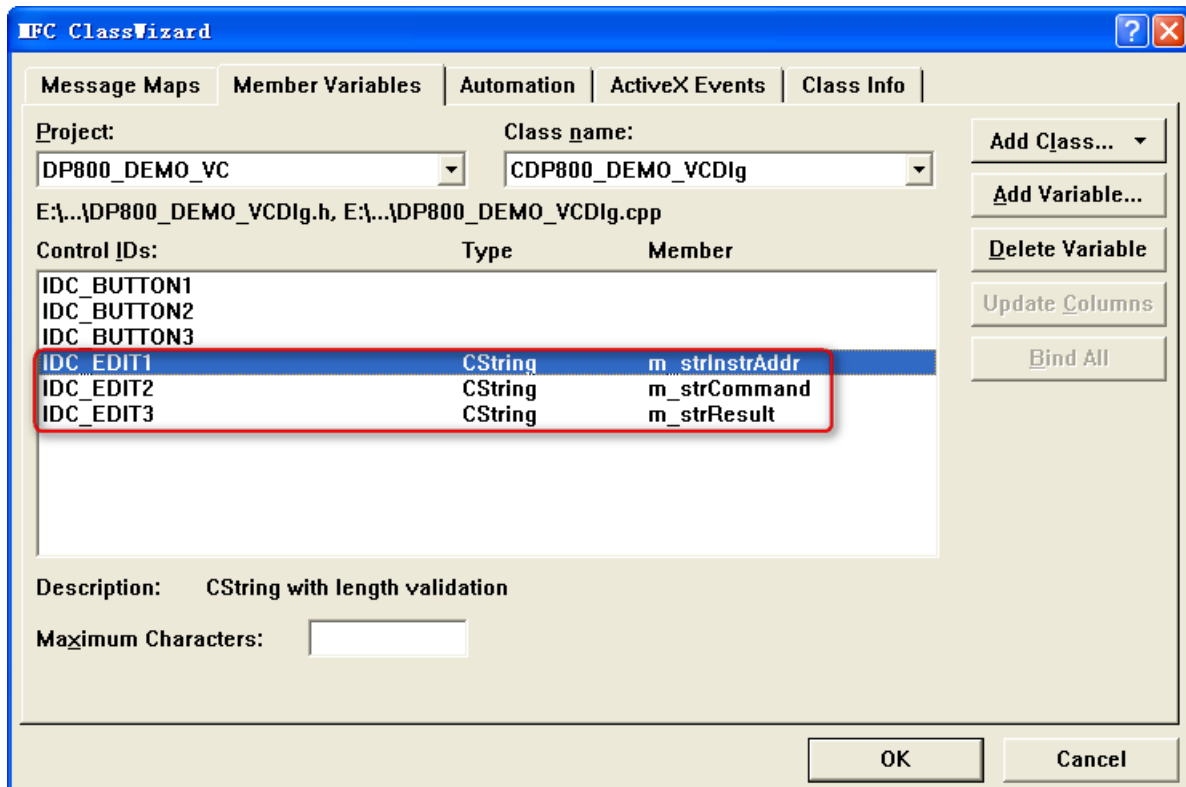 MFC ClassWizard
Message Maps Member Variables Automation ActiveX Events Class Info
Project: Class name:
DP800_DEMO_VC CDP800_DEMO_VCDlg
E:\...\DP800_DEMO_VCDlg.h, E:\...\DP800_DEMO_VCDlg.cpp
Control IDs: Type Member
IDC_BUTTON1
IDC_BUTTON2
IDC_BUTTON3
IDC_EDIT1 CString m_strInstrAddr
IDC_EDIT2 CString m_strCommand
IDC_EDIT3 CString m_strResult
Description: CString with length validation
Maximum Characters:
Add Class...
Add Variable...
Delete Variable
Update Columns
Bind All
OK Cancel